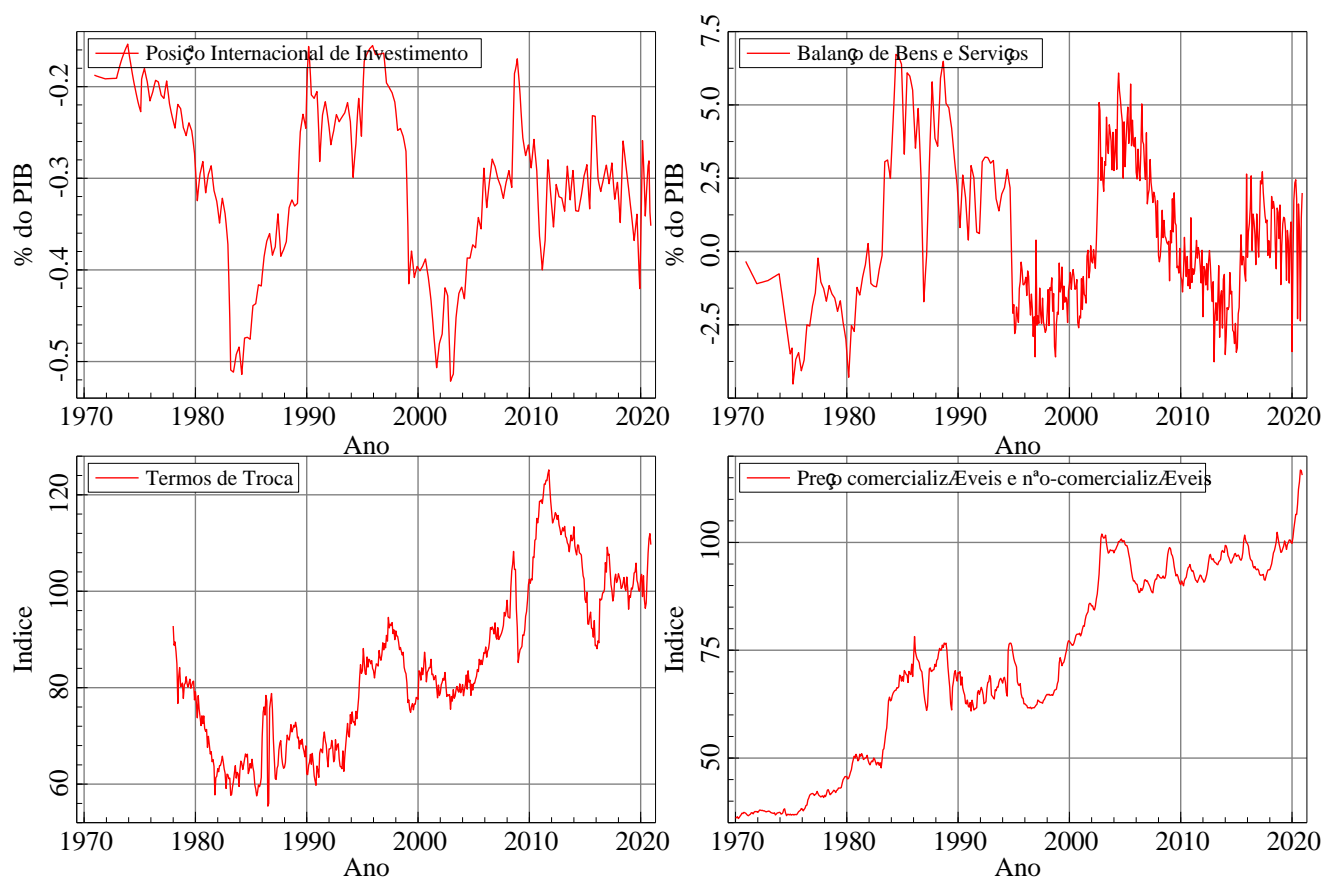 Posiçªo Internacional de Investimento
% do PIB
-0.2
-0.3
-0.4
-0.5
1970 1980 1990 2000 2010 2020
Ano
Balanço de Bens e Serviços
% do PIB
7.5
5.0
2.5
0.0
-2.5
1970 1980 1990 2000 2010 2020
Ano
Termos de Troca
Indice
120
100
80
60
1970 1980 1990 2000 2010 2020
Ano
Preço comercializÆveis e nªo-comercializÆveis
Indice
100
75
50
1970 1980 1990 2000 2010 2020
Ano